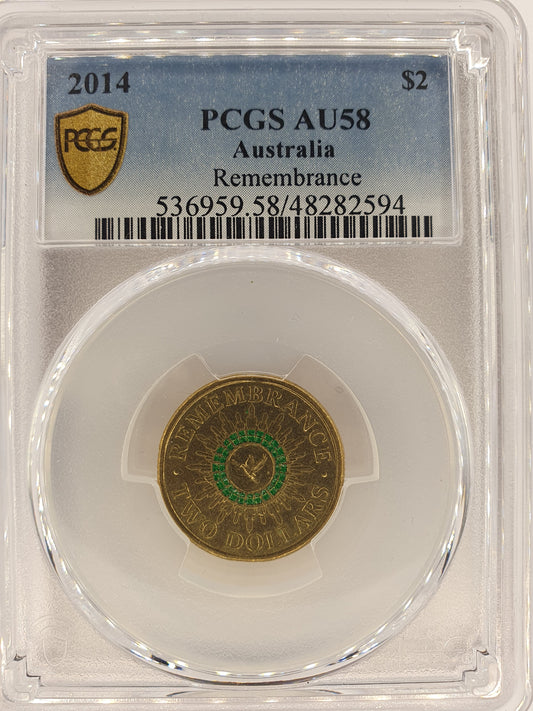 2014 $2
PCGS AU58
PCGS
Australia
Remembrance
536959.58/48282594
REMEMBRANCE
TWO DOLLARS